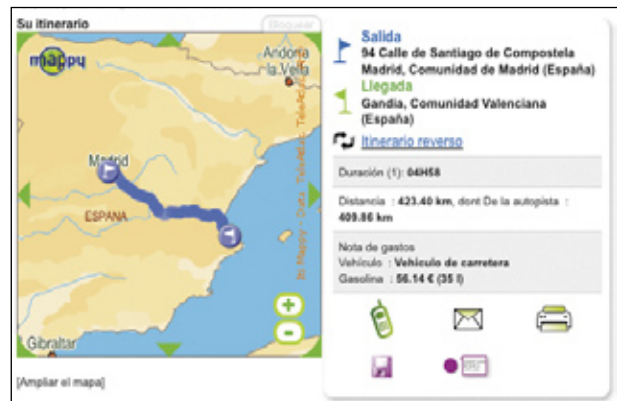 Su itinerario
Bloquear
mappy
Andorra
la Vella
Madrid
ESPANA
Gibraltar
+
-
[Ampliar el mapa]
Salida
94 Calle de Santiago de Compostela
Madrid, Comunidad de Madrid (España)
Llegada
Gandia, Comunidad Valenciana
(España)
Itinerario reverso
Duración (1): 04H58
Distancia : 423.40 km, dont De la autopista :
409.86 km
Nota de gastos
Vehículo : Vehículo de carretera
Gasolina : 56.14 € (35 l)